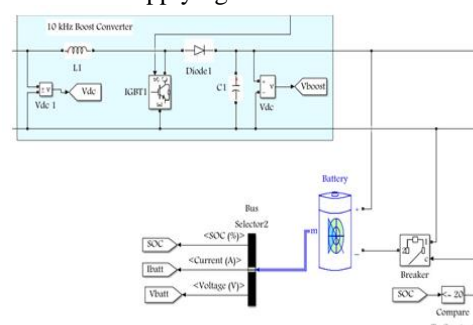 10 kHz Boost Converter
L1
Diode1
Vdc 1
Vdc
IGBT1
C1
Vdc
Vboost
Battery
Bus
Selector2
m
<SOC (%)>
SOC
<Current (A)>
Ibatt
<Voltage (V)>
Vbatt
Breaker
SOC
<= 20
Compare